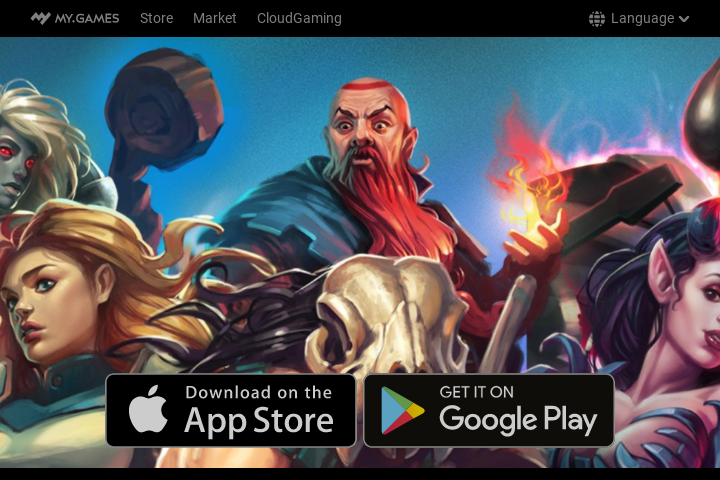 MY.GAMES Store Market CloudGaming Language
Download on the
App Store
GET IT ON
Google Play